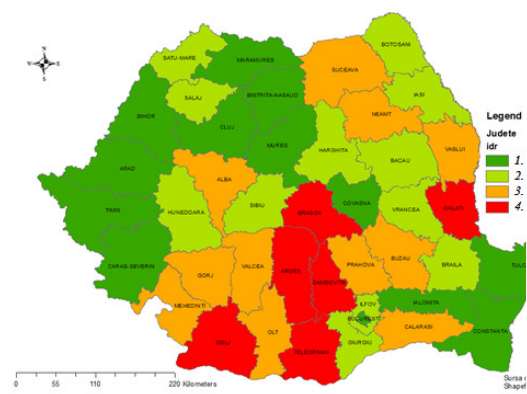 BOTOSANI
SATU-MARE
MARAMURES
SUCEAVA
IASI
SALAJ
BISTRITA-NASAUD
NEAMT
BIHOR
CLUJ
Legend
Judete
idr
1.
2.
3.
4.
MURES
HARGHITA
BACAU
VASLUI
ARAD
ALBA
HUNEDOARA
SIBIU
BRASOV
COVASNA
VRANCEA
GALATI
TIMIS
CARAS-SEVERIN
GORJ
VALCEA
ARGES
PRAHOVA
BUZAU
BRAILA
TULC
DAMBOVITA
MEHEDINTI
ILFOV
IALOMITA
BUCURESTI
OLT
CALARASI
CONSTANTA
DOLJ
TELEORMAN
GIURGIU
0 55 110 220 Kilometers
Sursa
Shapef